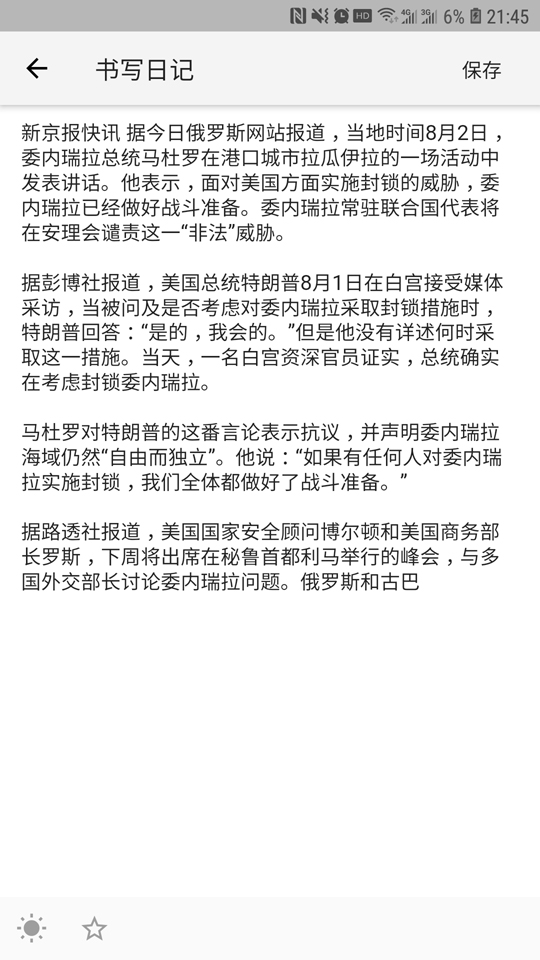 HD 4G 3G 6% 21:45
书写日记 保存
新京报快讯 据今日俄罗斯网站报道，当地时间8月2日，
委内瑞拉总统马杜罗在港口城市拉瓜伊拉的一场活动中
发表讲话。他表示，面对美国方面实施封锁的威胁，委
内瑞拉已经做好战斗准备。委内瑞拉常驻联合国代表将
在安理会谴责这一“非法”威胁。
据彭博社报道，美国总统特朗普8月1日在白宫接受媒体
采访，当被问及是否考虑对委内瑞拉采取封锁措施时，
特朗普回答：“是的，我会的。”但是他没有详述何时采
取这一措施。当天，一名白宫资深官员证实，总统确实
在考虑封锁委内瑞拉。
马杜罗对特朗普的这番言论表示抗议，并声明委内瑞拉
海域仍然“自由而独立”。他说：“如果有任何人对委内瑞
拉实施封锁，我们全体都做好了战斗准备。”
据路透社报道，美国国家安全顾问博尔顿和美国商务部
长罗斯，下周将出席在秘鲁首都利马举行的峰会，与多
国外交部长讨论委内瑞拉问题。俄罗斯和古巴